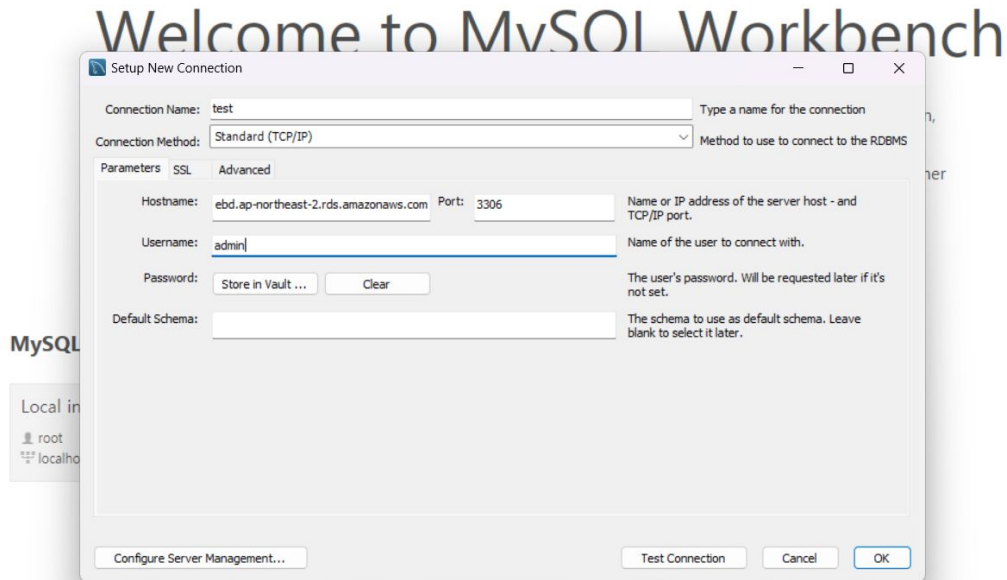 Welcome to MySQL Workbench
Setup New Connection
Connection Name: test Type a name for the connection
Connection Method: Standard (TCP/IP) Method to use to connect to the RDBMS
Parameters SSL Advanced
Hostname: ebd.ap-northeast-2.rds.amazonaws.com Port: 3306 Name or IP address of the server host - and
TCP/IP port.
Username: admin Name of the user to connect with.
Password: Store in Vault ... Clear The user's password. Will be requested later if it's
not set.
Default Schema: The schema to use as default schema. Leave
blank to select it later.
MySQL
Local in
root
localho
Configure Server Management... Test Connection Cancel OK